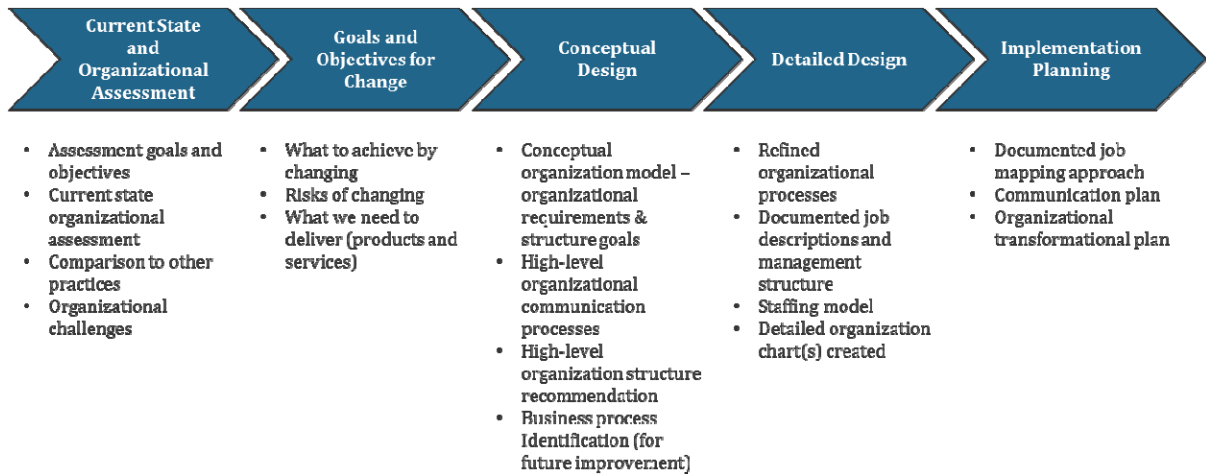 Current State
and
Organizational
Assessment
Goals and
Objectives for
Change
Conceptual
Design
Detailed Design
Implementation
Planning
• Assessment goals and
objectives
• Current state
organizational
assessment
• Comparison to other
practices
• Organizational
challenges
• What to achieve by
changing
• Risks of changing
• What we need to
deliver (products and
services)
• Conceptual
organization model –
organizational
requirements &
structure goals
• High-level
organizational
communication
processes
• High-level
organization structure
recommendation
• Business process
Identification (for
future improvement)
• Refined
organizational
processes
• Documented job
descriptions and
management
structure
• Staffing model
• Detailed organization
chart(s) created
• Documented job
mapping approach
• Communication plan
• Organizational
transformational plan